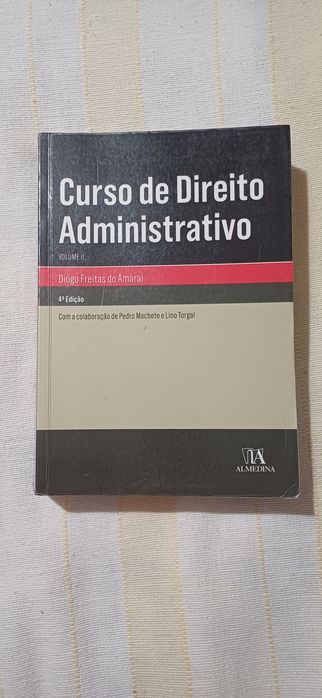 Curso de Direito
Administrativo
VOLUME II
Diogo Freitas do Amaral
4ª Edição
Com a colaboração de Pedro Machete e Lino Torgal
ALMEDINA